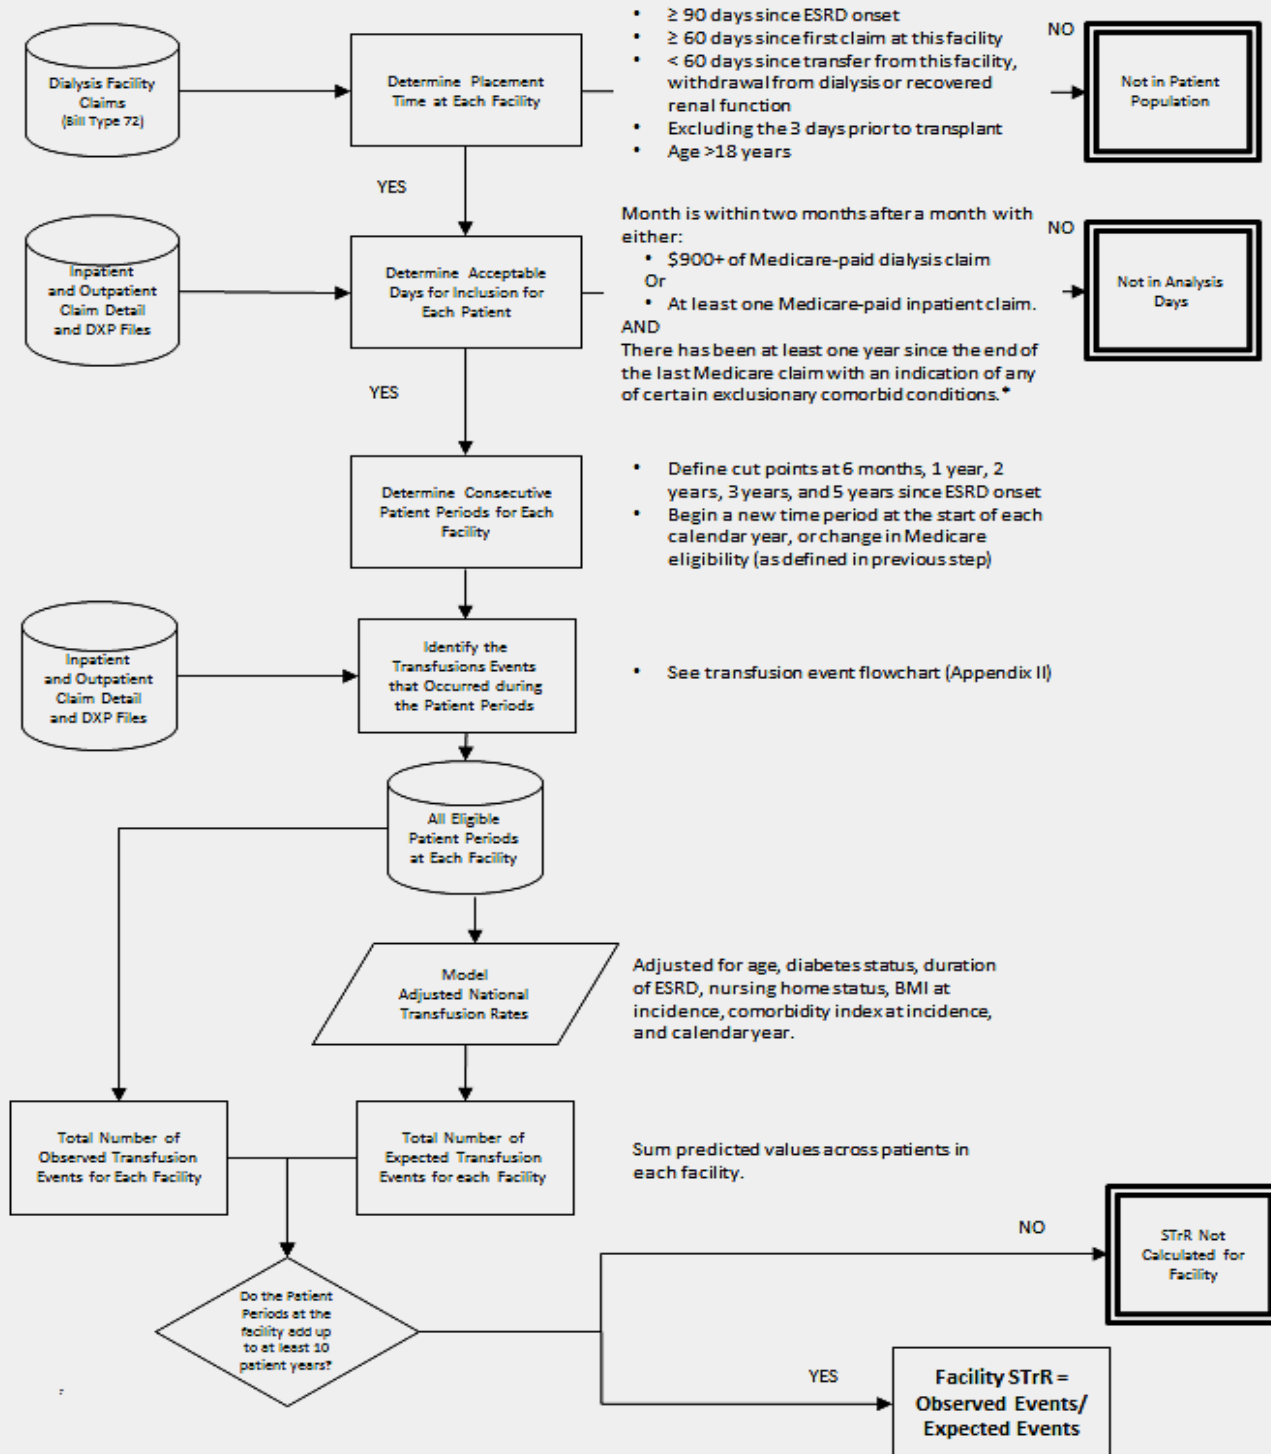 Dialysis Facility
Claims
(Bill Type 72)
Determine Placement
Time at Each Facility
• ≥ 90 days since ESRD onset
• ≥ 60 days since first claim at this facility
• < 60 days since transfer from this facility,
withdrawal from dialysis or recovered
renal function
• Excluding the 3 days prior to transplant
• Age >18 years
NO
Not in Patient
Population
YES
Inpatient
and Outpatient
Claim Detail
and DXP Files
Determine Acceptable
Days for Inclusion for
Each Patient
Month is within two months after a month with
either:
• $900+ of Medicare-paid dialysis claim
Or
• At least one Medicare-paid inpatient claim.
AND
There has been at least one year since the end of
the last Medicare claim with an indication of any
of certain exclusionary comorbid conditions.*
NO
Not in Analysis
Days
YES
Determine Consecutive
Patient Periods for Each
Facility
• Define cut points at 6 months, 1 year, 2
years, 3 years, and 5 years since ESRD onset
• Begin a new time period at the start of each
calendar year, or change in Medicare
eligibility (as defined in previous step)
Inpatient
and Outpatient
Claim Detail
and DXP Files
Identify the
Transfusions Events
that Occurred during
the Patient Periods
• See transfusion event flowchart (Appendix II)
All Eligible
Patient Periods
at Each Facility
Model
Adjusted National
Transfusion Rates
Adjusted for age, diabetes status, duration
of ESRD, nursing home status, BMI at
incidence, comorbidity index at incidence,
and calendar year.
Total Number of
Observed Transfusion
Events for Each Facility
Total Number of
Expected Transfusion
Events for each Facility
Sum predicted values across patients in
each facility.
Do the Patient
Periods at the
facility add up
to at least 10
patient years?
NO
STrR Not
Calculated for
Facility
YES
Facility STrR =
Observed Events/
Expected Events